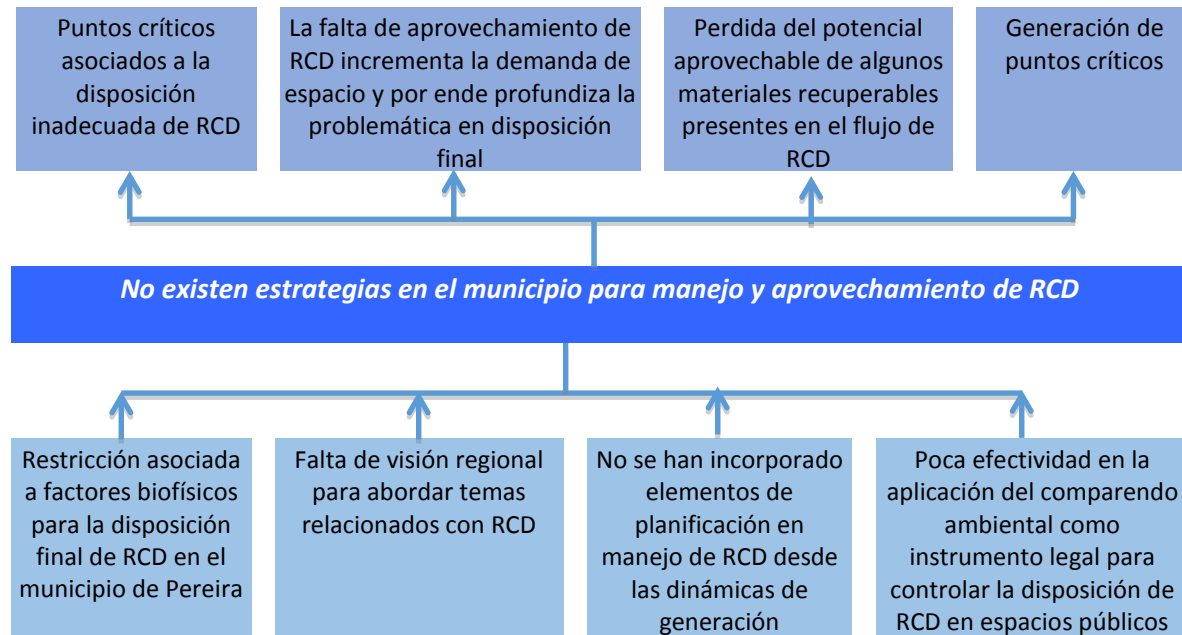 Puntos críticos
asociados a la
disposición
inadecuada de RCD
La falta de aprovechamiento de
RCD incrementa la demanda de
espacio y por ende profundiza la
problemática en disposición
final
Perdida del potencial
aprovechable de algunos
materiales recuperables
presentes en el flujo de
RCD
Generación de
puntos críticos
No existen estrategias en el municipio para manejo y aprovechamiento de RCD
Restricción asociada
a factores biofísicos
para la disposición
final de RCD en el
municipio de Pereira
Falta de visión regional
para abordar temas
relacionados con RCD
No se han incorporado
elementos de
planificación en
manejo de RCD desde
las dinámicas de
generación
Poca efectividad en la
aplicación del comparendo
ambiental como
instrumento legal para
controlar la disposición de
RCD en espacios públicos